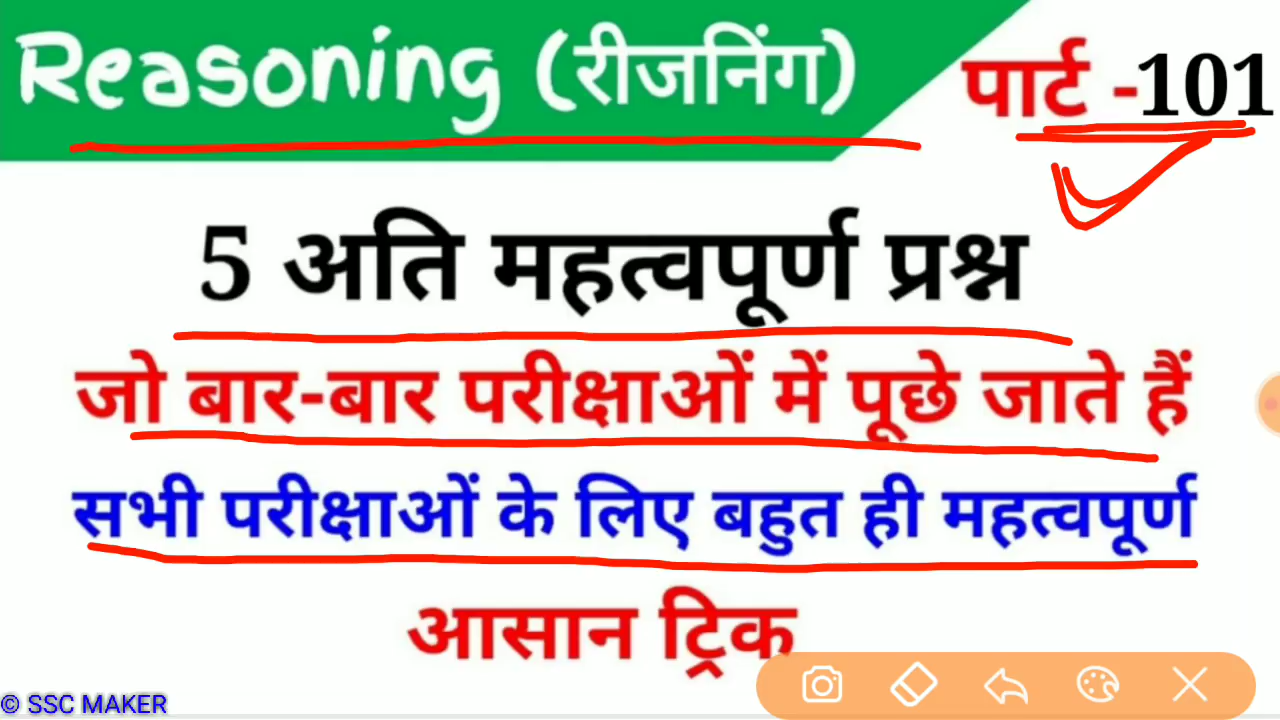 Reasoning (रीजनिंग)
पार्ट -101
5 अति महत्वपूर्ण प्रश्न
जो बार-बार परीक्षाओं में पूछे जाते हैं
सभी परीक्षाओं के लिए बहुत ही महत्वपूर्ण
आसान ट्रिक
© SSC MAKER